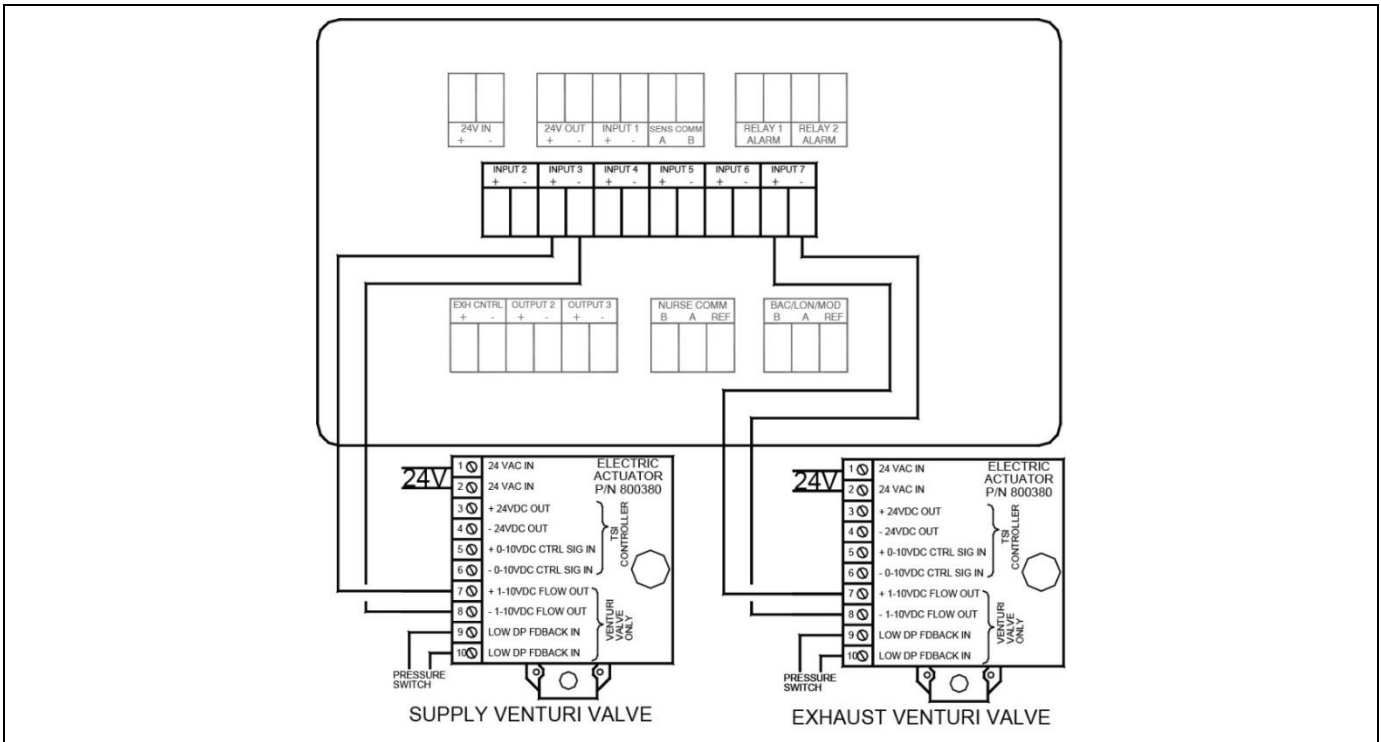 24V IN
+ -
24V OUT INPUT 1 SENS COMM
+ - + - A B
RELAY 1 RELAY 2
ALARM ALARM
INPUT 2 INPUT 3 INPUT 4 INPUT 5 INPUT 6 INPUT 7
+ - + - + - + - + - + -
EXH CNTRL OUTPUT 2 OUTPUT 3
+ - + - + -
NURSE COMM
B A REF
BAC/LON/MOD
B A REF
24V
1 24 VAC IN
2 24 VAC IN
3 + 24VDC OUT
4 - 24VDC OUT
5 + 0-10VDC CTRL SIG IN
6 - 0-10VDC CTRL SIG IN
7 + 1-10VDC FLOW OUT
8 - 1-10VDC FLOW OUT
9 LOW DP FDBACK IN
10 LOW DP FDBACK IN
ELECTRIC
ACTUATOR
P/N 800380
TSI
CONTROLLER
VENTURI
VALVE
ONLY
PRESSURE
SWITCH
SUPPLY VENTURI VALVE
24V
1 24 VAC IN
2 24 VAC IN
3 + 24VDC OUT
4 - 24VDC OUT
5 + 0-10VDC CTRL SIG IN
6 - 0-10VDC CTRL SIG IN
7 + 1-10VDC FLOW OUT
8 - 1-10VDC FLOW OUT
9 LOW DP FDBACK IN
10 LOW DP FDBACK IN
ELECTRIC
ACTUATOR
P/N 800380
TSI
CONTROLLER
VENTURI
VALVE
ONLY
PRESSURE
SWITCH
EXHAUST VENTURI VALVE